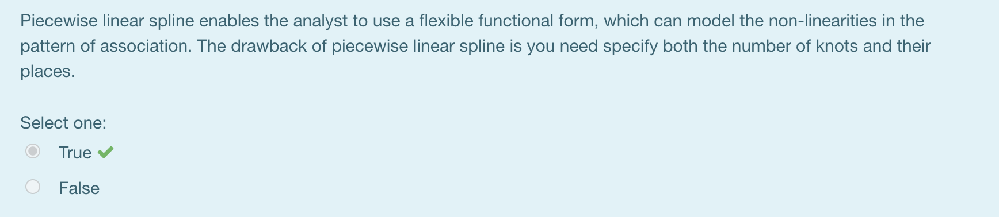 Piecewise linear spline enables the analyst to use a flexible functional form, which can model the non-linearities in the
pattern of association. The drawback of piecewise linear spline is you need specify both the number of knots and their
places.
Select one:
True
False